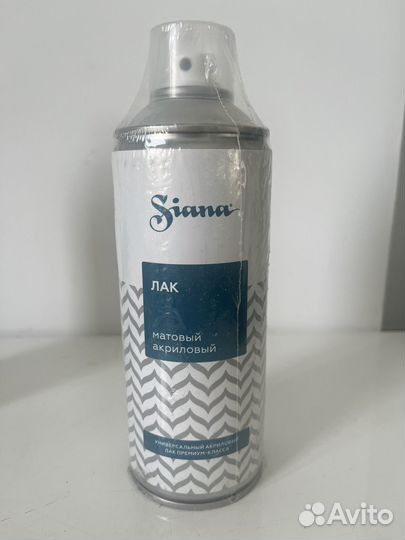 Siana
ЛАК
матовый
акриловый
УНИВЕРСАЛЬНЫЙ АКРИЛОВЫЙ
ЛАК ПРЕМИУМ-КЛАССА
Avito